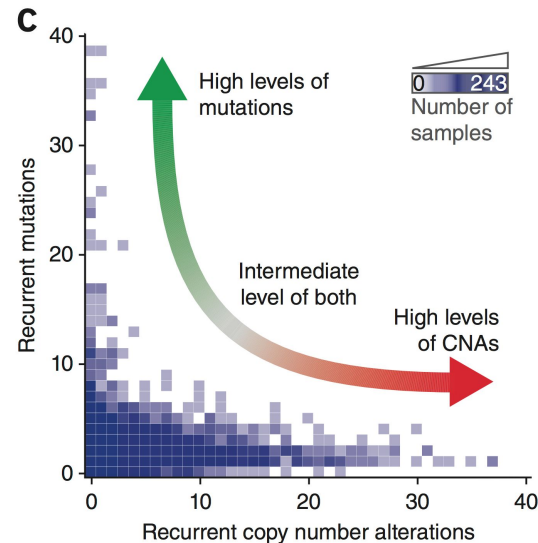 C
40
30
20
10
0
Recurrent mutations
High levels of
mutations
0 243
Number of
samples
Intermediate
level of both
High levels
of CNAs
0 10 20 30 40
Recurrent copy number alterations